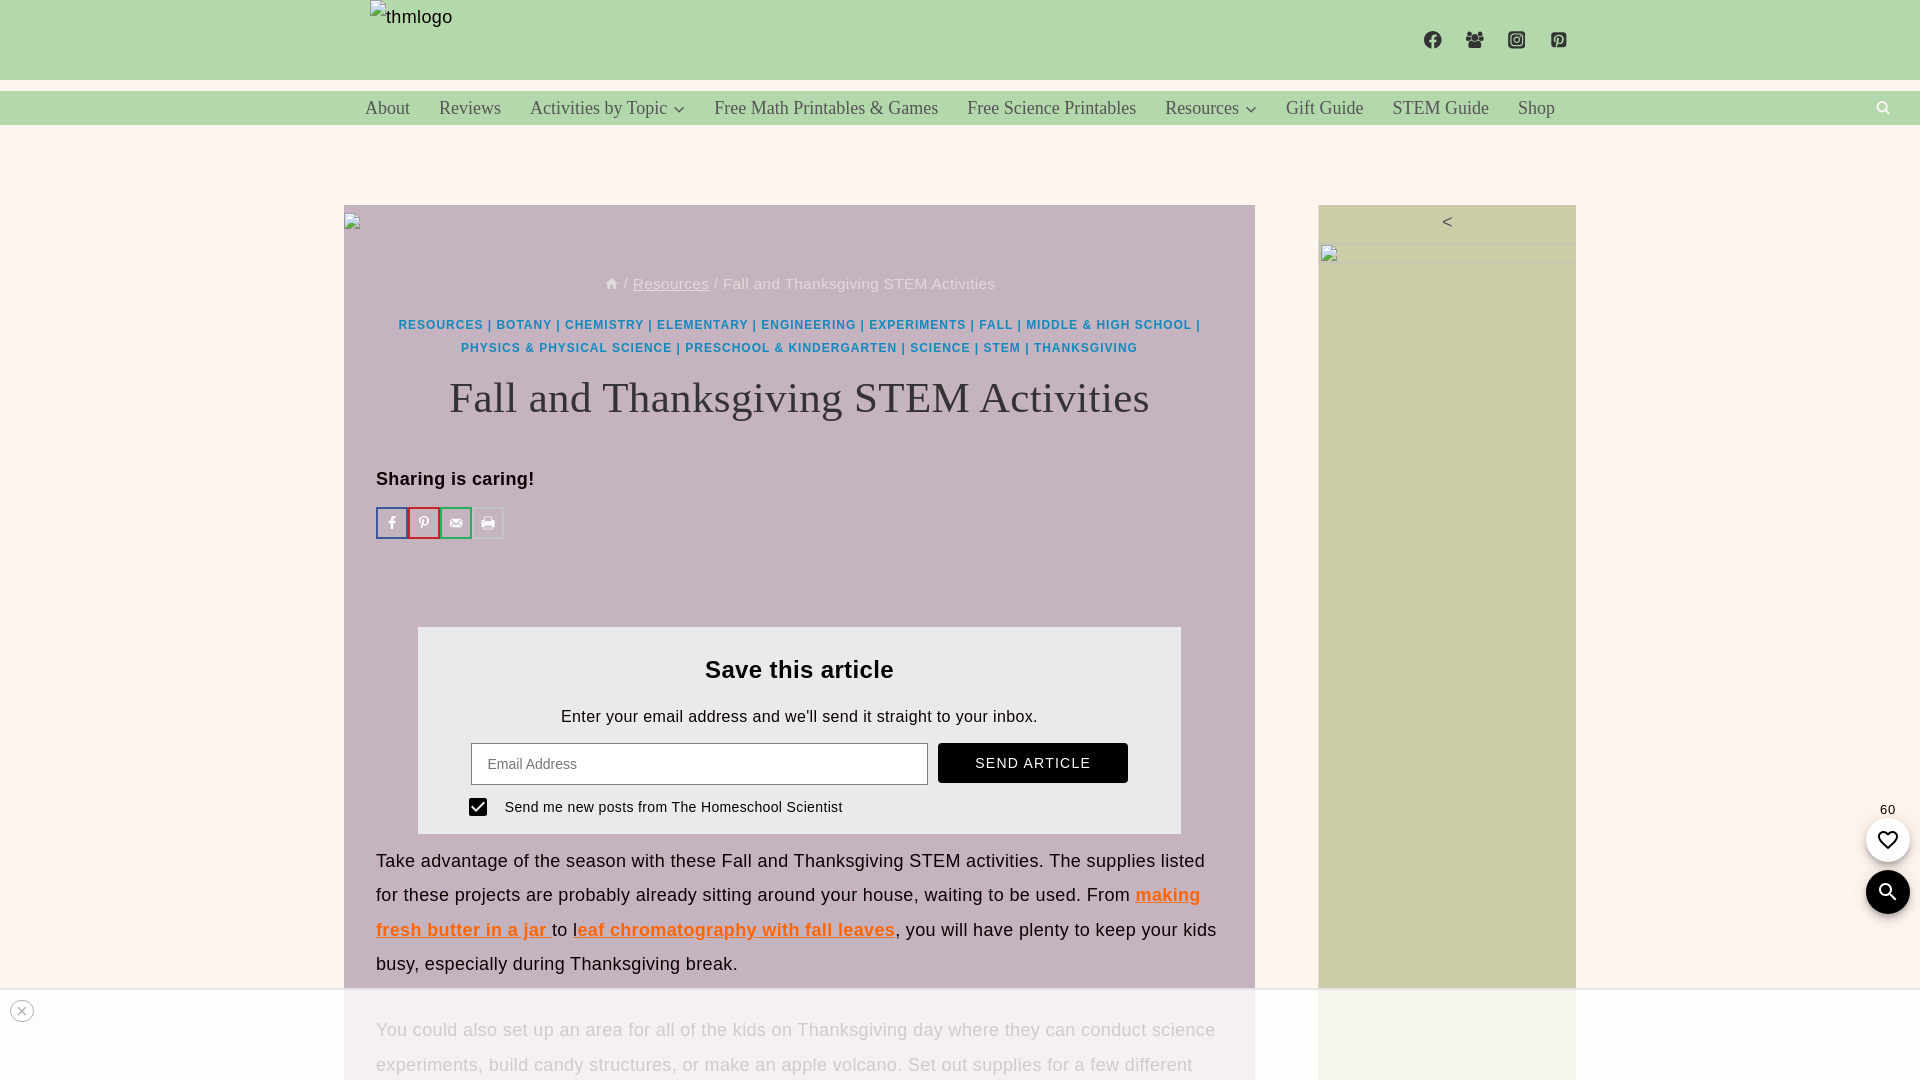 thmlogo
About Reviews Activities by Topic Free Math Printables & Games Free Science Printables Resources Gift Guide STEM Guide Shop
<
/ Resources / Fall and Thanksgiving STEM Activities
RESOURCES | BOTANY | CHEMISTRY | ELEMENTARY | ENGINEERING | EXPERIMENTS | FALL | MIDDLE & HIGH SCHOOL |
PHYSICS & PHYSICAL SCIENCE | PRESCHOOL & KINDERGARTEN | SCIENCE | STEM | THANKSGIVING
Fall and Thanksgiving STEM Activities
Sharing is caring!
Save this article
Enter your email address and we'll send it straight to your inbox.
Email Address SEND ARTICLE
Send me new posts from The Homeschool Scientist
60
Take advantage of the season with these Fall and Thanksgiving STEM activities. The supplies listed
for these projects are probably already sitting around your house, waiting to be used. From making
fresh butter in a jar to leaf chromatography with fall leaves, you will have plenty to keep your kids
busy, especially during Thanksgiving break.
You could also set up an area for all of the kids on Thanksgiving day where they can conduct science
experiments, build candy structures, or make an apple volcano. Set out supplies for a few different